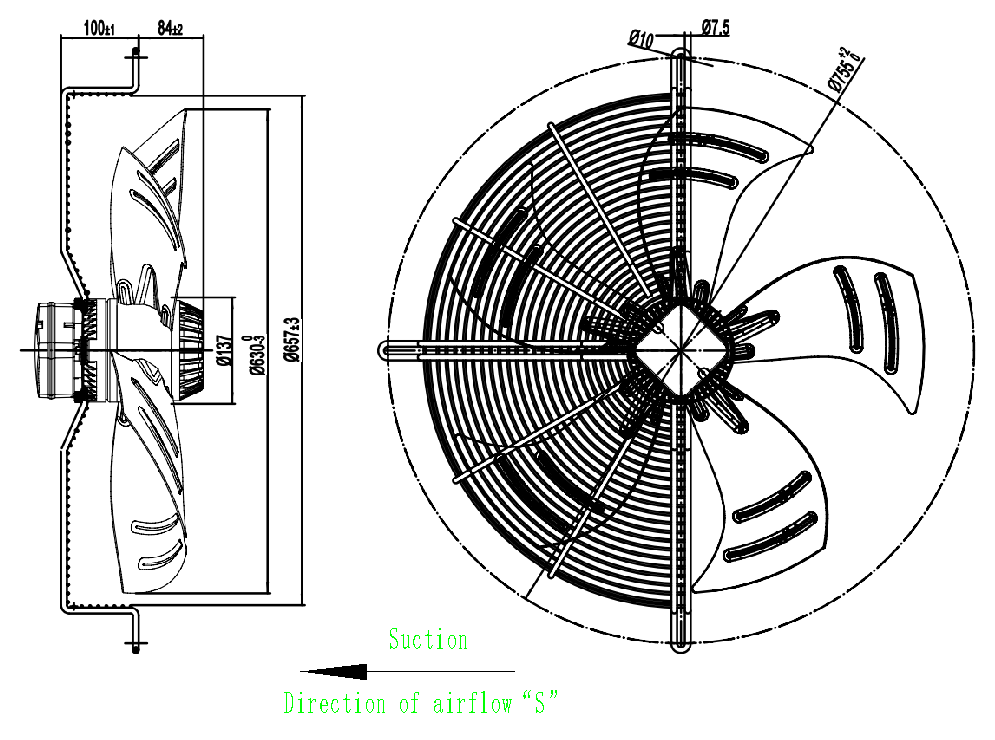 100±1
84±2
Ø7.5
Ø10
Ø755 +2 0
Ø137
Ø630 0 -3
Ø657±3
Suction
Direction of airflow “S”